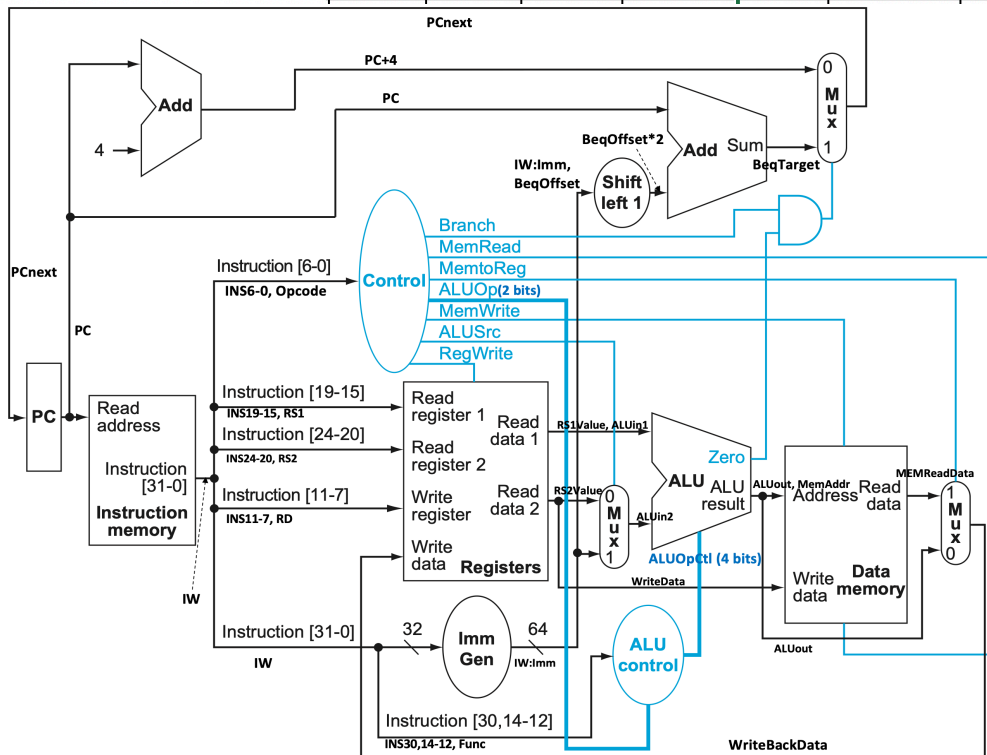 PCnext
PC+4
0
Mux
1
Add
PC
4
BeqOffset*2
Add
Sum
BeqTarget
IW:Imm,
BeqOffset
Shift
left 1
Branch
MemRead
MemtoReg
ALUOp(2 bits)
MemWrite
ALUSrc
RegWrite
Control
Instruction [6-0]
INS6-0, Opcode
PCnext
PC
PC
Read
address
Instruction
[31-0]
Instruction
memory
IW
Instruction [19-15]
INS19-15, RS1
Instruction [24-20]
INS24-20, RS2
Instruction [11-7]
INS11-7, RD
Read
register 1
Read
register 2
Write
register
Write
data
Read
data 1
Read
data 2
Registers
RS1Value, ALUin1
RS2Value
0
Mux
1
ALUin2
Zero
ALU
ALU
result
ALUOpCtl (4 bits)
WriteData
ALUout, MemAddr
Address
Read
data
Write
data
Data
memory
MEMReadData
1
Mux
0
ALUout
Instruction [31-0]
IW
32
Imm
Gen
64
IW:Imm
ALU
control
Instruction [30,14-12]
INS30,14-12, Func
WriteBackData